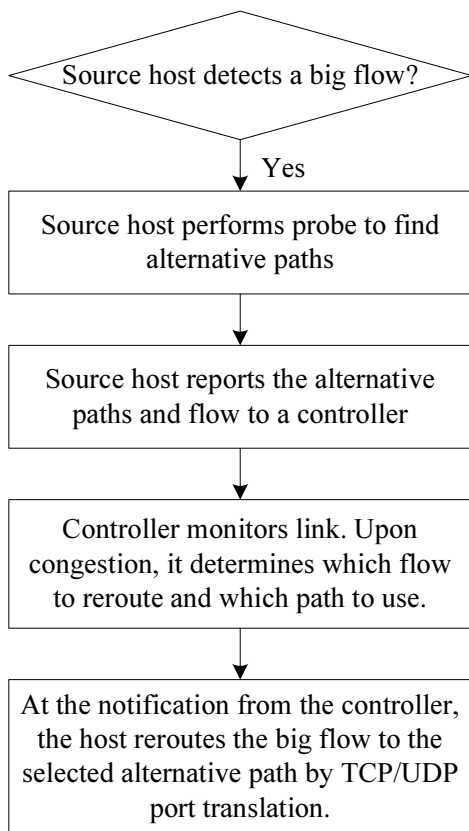 Source host detects a big flow?
Yes
Source host performs probe to find
alternative paths
Source host reports the alternative
paths and flow to a controller
Controller monitors link. Upon
congestion, it determines which flow
to reroute and which path to use.
At the notification from the controller,
the host reroutes the big flow to the
selected alternative path by TCP/UDP
port translation.